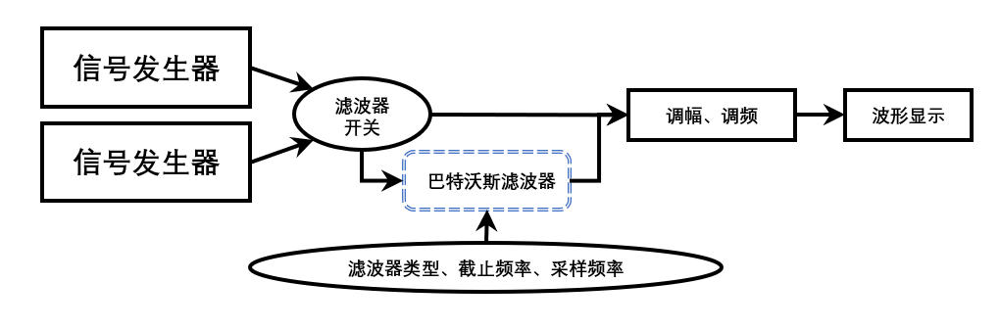 信号发生器
信号发生器
滤波器
开关
巴特沃斯滤波器
调幅、调频
波形显示
滤波器类型、截止频率、采样频率